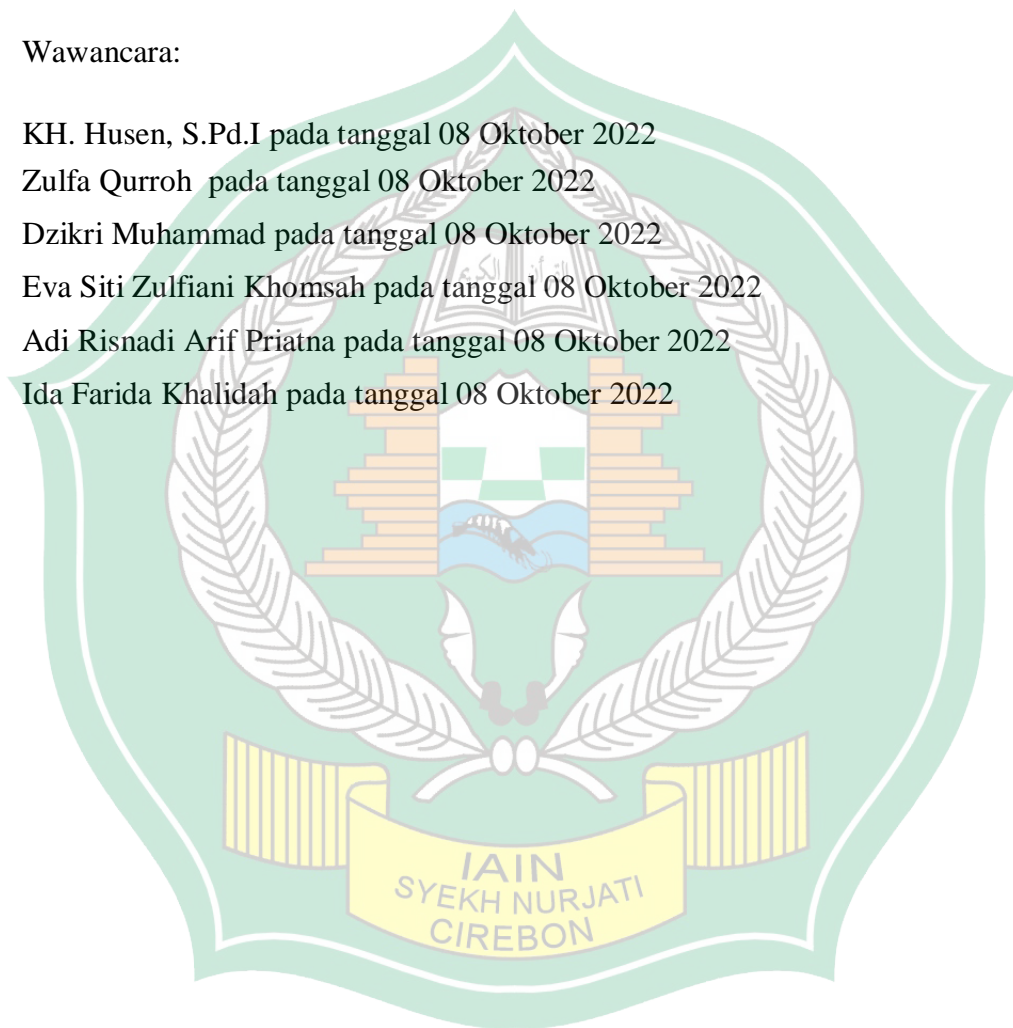 Wawancara:
KH. Husen, S.Pd.I pada tanggal 08 Oktober 2022
Zulfa Qurroh pada tanggal 08 Oktober 2022
Dzikri Muhammad pada tanggal 08 Oktober 2022
القرآن الكريم
Eva Siti Zulfiani Khomsah pada tanggal 08 Oktober 2022
Adi Risnadi Arif Priatna pada tanggal 08 Oktober 2022
Ida Farida Khalidah pada tanggal 08 Oktober 2022
IAIN
SYEKH NURJATI
CIREBON